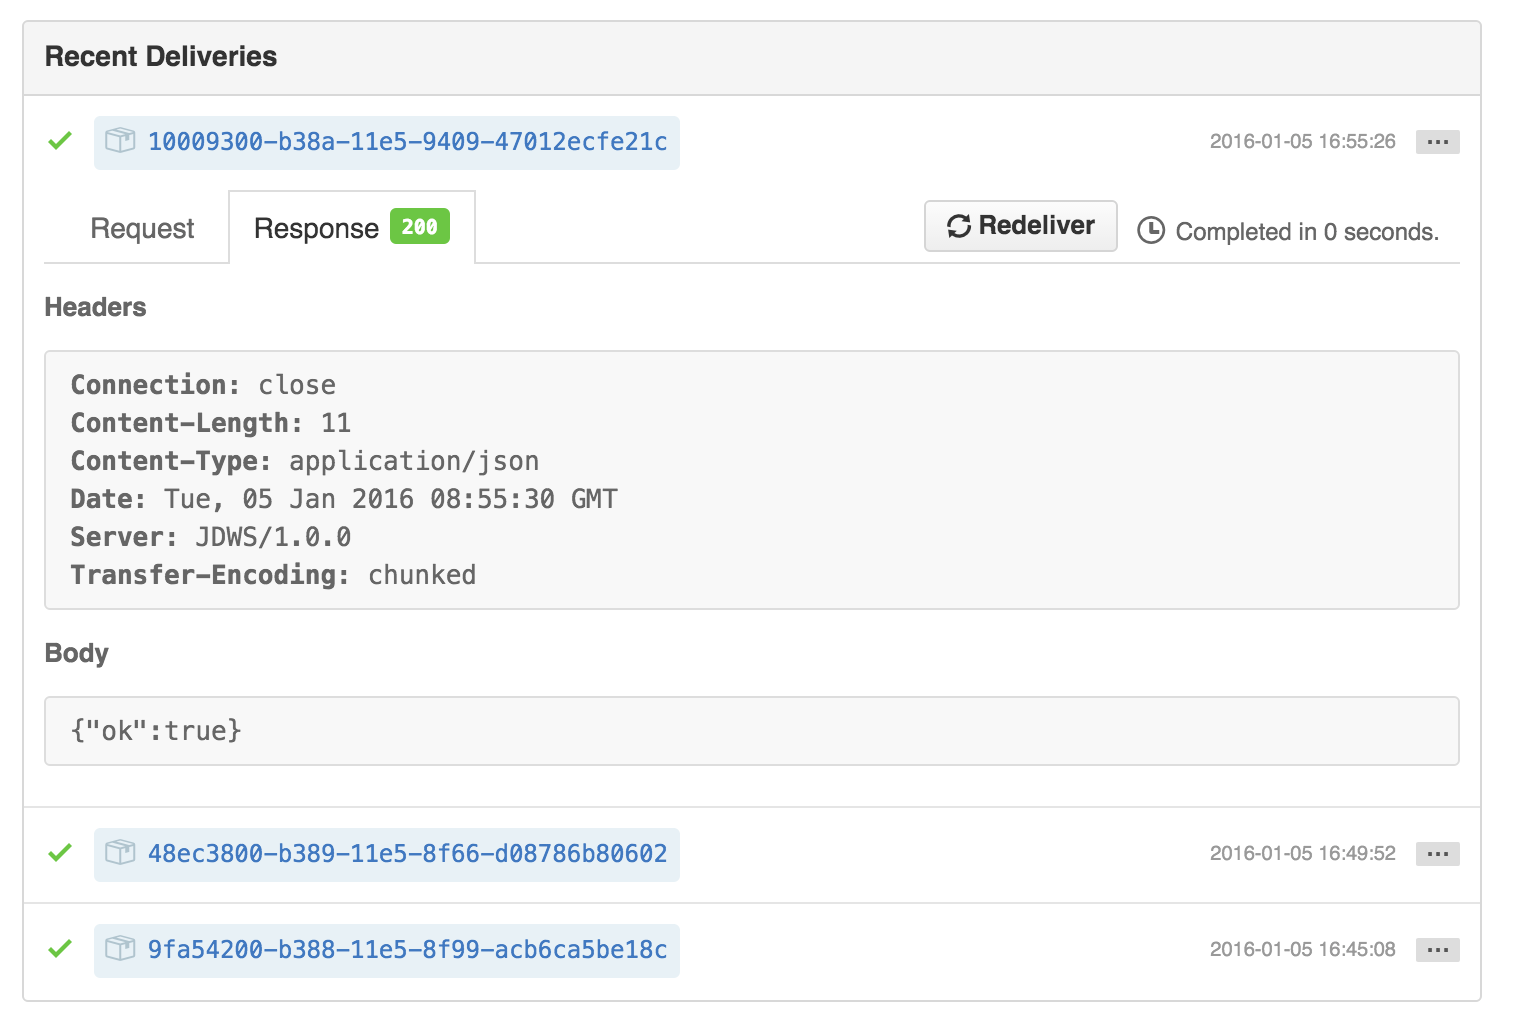 Recent Deliveries
10009300-b38a-11e5-9409-47012ecfe21c 2016-01-05 16:55:26 ...
Request Response 200 Redeliver Completed in 0 seconds.
Headers
Connection: close
Content-Length: 11
Content-Type: application/json
Date: Tue, 05 Jan 2016 08:55:30 GMT
Server: JDWS/1.0.0
Transfer-Encoding: chunked
Body
{"ok":true}
48ec3800-b389-11e5-8f66-d08786b80602 2016-01-05 16:49:52 ...
9fa54200-b388-11e5-8f99-acb6ca5be18c 2016-01-05 16:45:08 ...